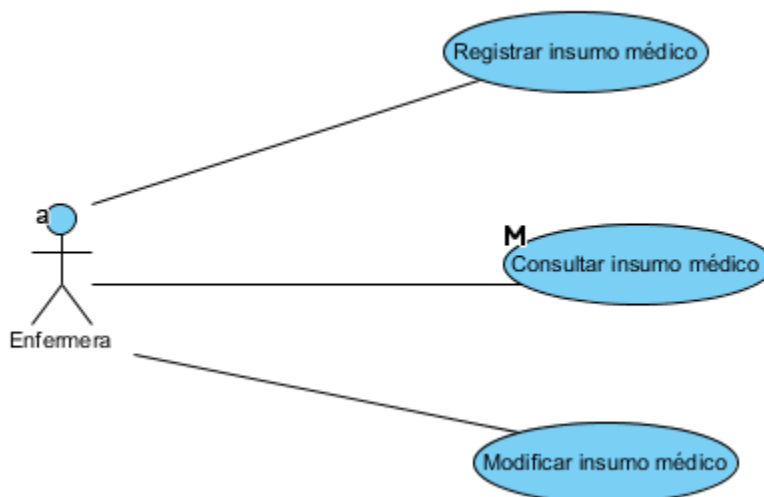 Registrar insumo médico
a
M
Consultar insumo médico
Enfermera
Modificar insumo médico